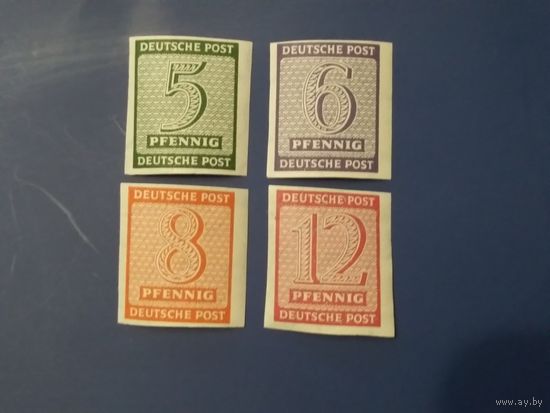 DEUTSCHE POST
5
PFENNIG
DEUTSCHE POST
DEUTSCHE POST
6
PFENNIG
DEUTSCHE POST
DEUTSCHE POST
8
PFENNIG
DEUTSCHE POST
DEUTSCHE POST
12
PFENNIG
DEUTSCHE POST
www.ay.by